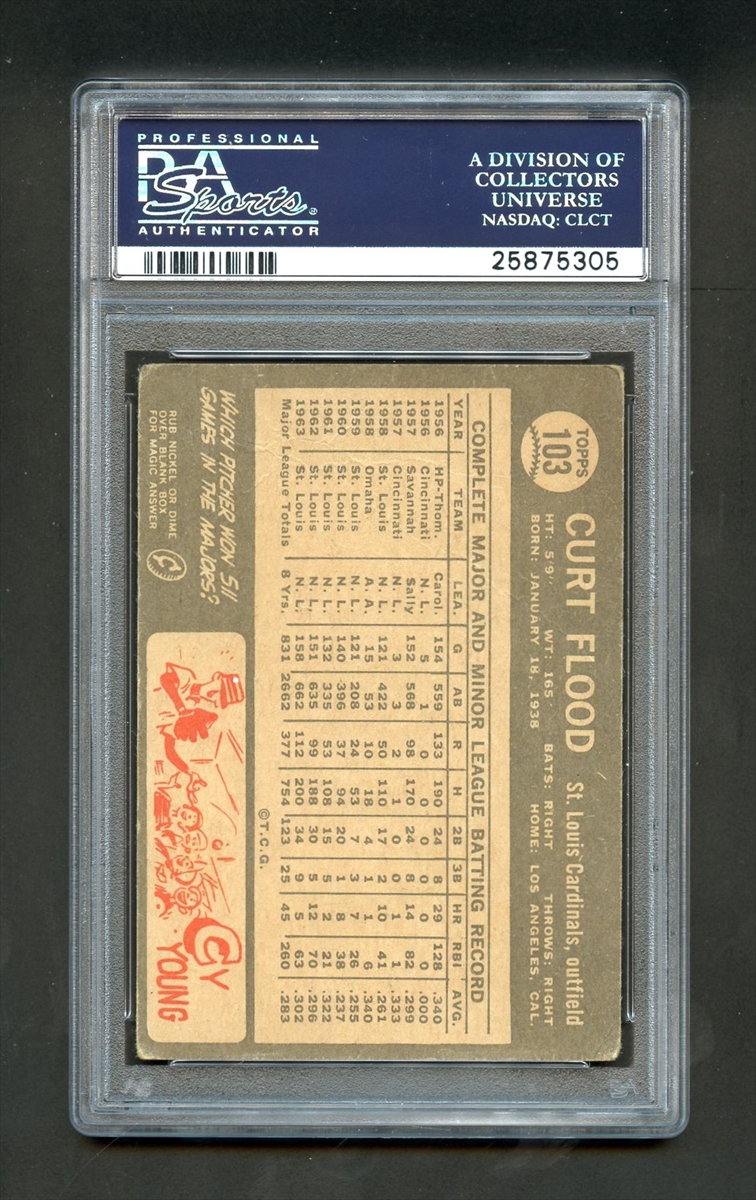 PROFESSIONAL
PSA
Sports®
AUTHENTICATOR
A DIVISION OF
COLLECTORS
UNIVERSE
NASDAQ: CLCT
25875305
TOPPS
103
CURT FLOOD St. Louis Cardinals, outfield
HT: 5'9" WT: 165 BATS: RIGHT THROWS: RIGHT
BORN: JANUARY 18, 1938 HOME: LOS ANGELES, CAL.
COMPLETE MAJOR AND MINOR LEAGUE BATTING RECORD
YEAR TEAM LEA. G AB R H 2B 3B HR RBI AVG.
1956 HP-Thom. Carol. 154 559 133 190 24 8 29 128 .340
1956 Cincinnati N. L. 5 1 0 0 0 0 0 0 .000
1957 Savannah Sally 152 568 98 170 24 8 14 82 .299
1957 Cincinnati N. L. 3 3 2 1 0 0 1 1 .333
1958 St. Louis N. L. 121 422 50 110 17 2 10 41 .261
1958 Omaha A. A. 15 53 10 18 4 1 1 6 .340
1959 St. Louis N. L. 121 208 24 53 7 3 7 26 .255
1960 St. Louis N. L. 140 396 37 94 20 1 8 38 .237
1961 St. Louis N. L. 132 335 53 108 15 5 2 21 .322
1962 St. Louis N. L. 151 635 99 188 30 5 12 70 .296
1963 St. Louis N. L. 158 662 112 200 34 9 5 63 .302
Major League Totals 8 Yrs. 831 2662 377 754 123 25 45 260 .283
©T.C.G.
WHICH PITCHER WON 511
GAMES IN THE MAJORS?
RUB NICKEL OR DIME
OVER BLANK BOX
FOR MAGIC ANSWER
CY
YOUNG